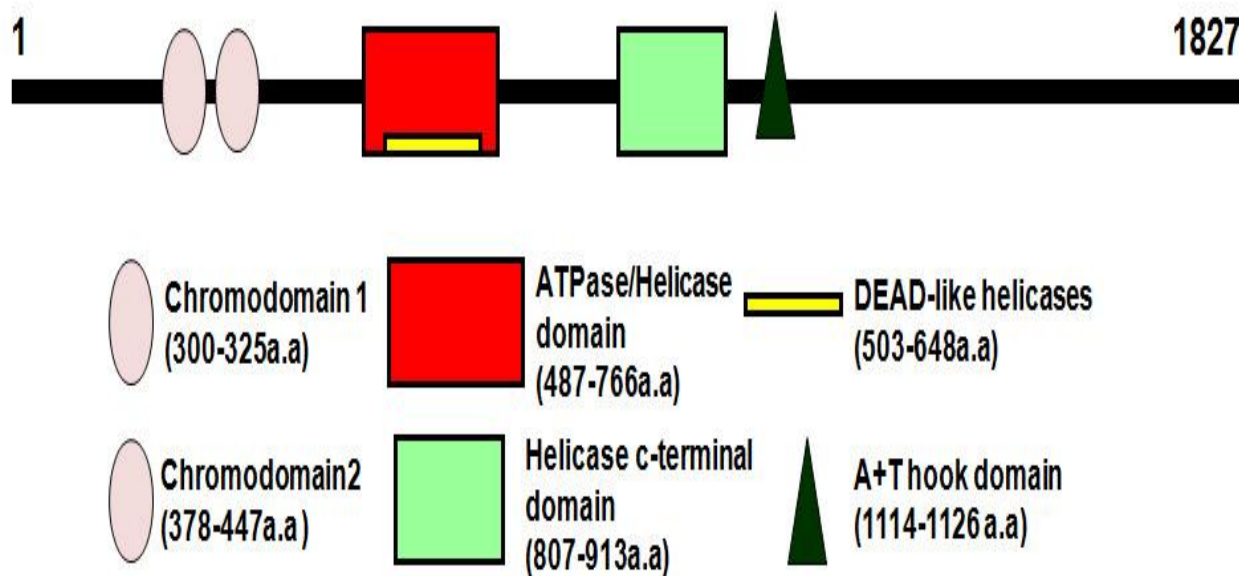 1
1827
Chromodomain 1
(300-325a.a)
ATPase/Helicase
domain
(487-766a.a)
DEAD-like helicases
(503-648a.a)
Chromodomain2
(378-447a.a)
Helicase c-terminal
domain
(807-913a.a)
A+T hook domain
(1114-1126 a.a)